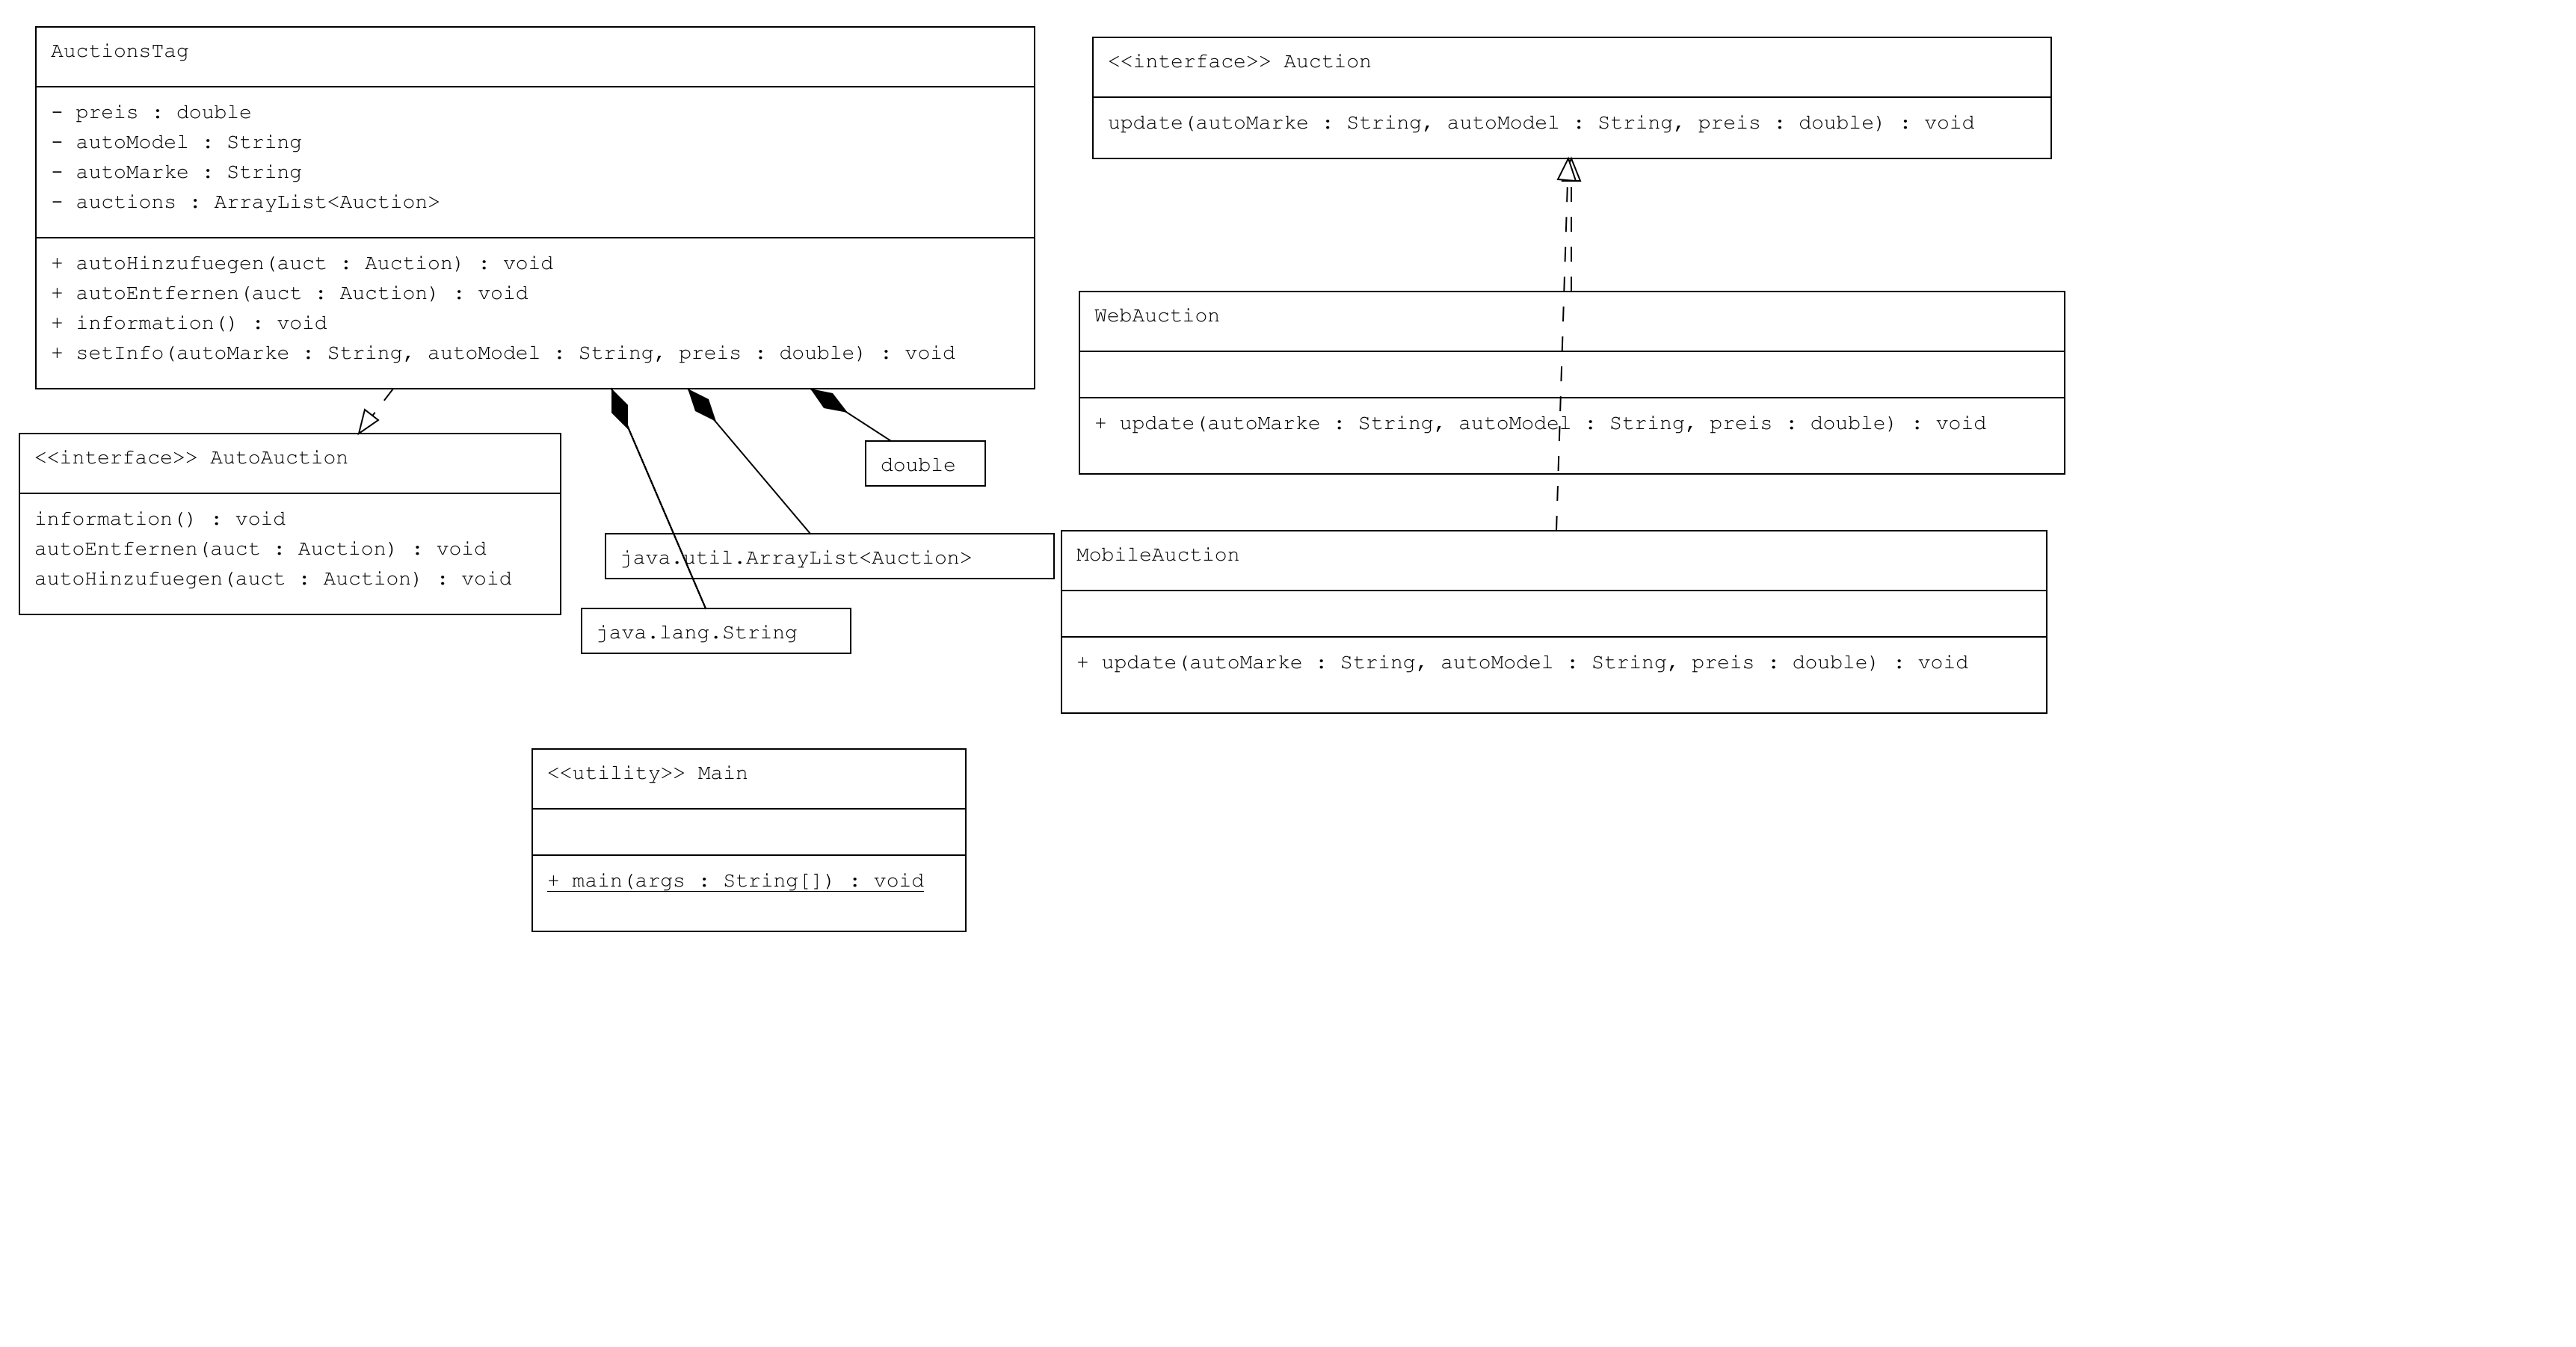 AuctionsTag
- preis : double
- autoModel : String
- autoMarke : String
- auctions : ArrayList<Auction>
+ autoHinzufuegen(auct : Auction) : void
+ autoEntfernen(auct : Auction) : void
+ information() : void
+ setInfo(autoMarke : String, autoModel : String, preis : double) : void
<<interface>> Auction
update(autoMarke : String, autoModel : String, preis : double) : void
WebAuction
+ update(autoMarke : String, autoModel : String, preis : double) : void
<<interface>> AutoAuction
information() : void
autoEntfernen(auct : Auction) : void
autoHinzufuegen(auct : Auction) : void
double
java.util.ArrayList<Auction>
java.lang.String
MobileAuction
+ update(autoMarke : String, autoModel : String, preis : double) : void
<<utility>> Main
+ main(args : String[]) : void